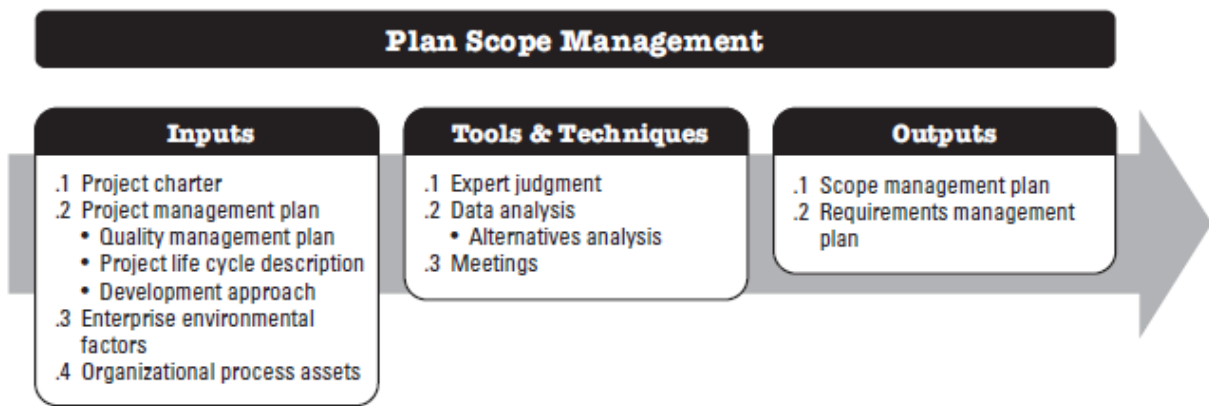 Plan Scope Management
Inputs
.1 Project charter
.2 Project management plan
• Quality management plan
• Project life cycle description
• Development approach
.3 Enterprise environmental
factors
.4 Organizational process assets
Tools & Techniques
.1 Expert judgment
.2 Data analysis
• Alternatives analysis
.3 Meetings
Outputs
.1 Scope management plan
.2 Requirements management
plan